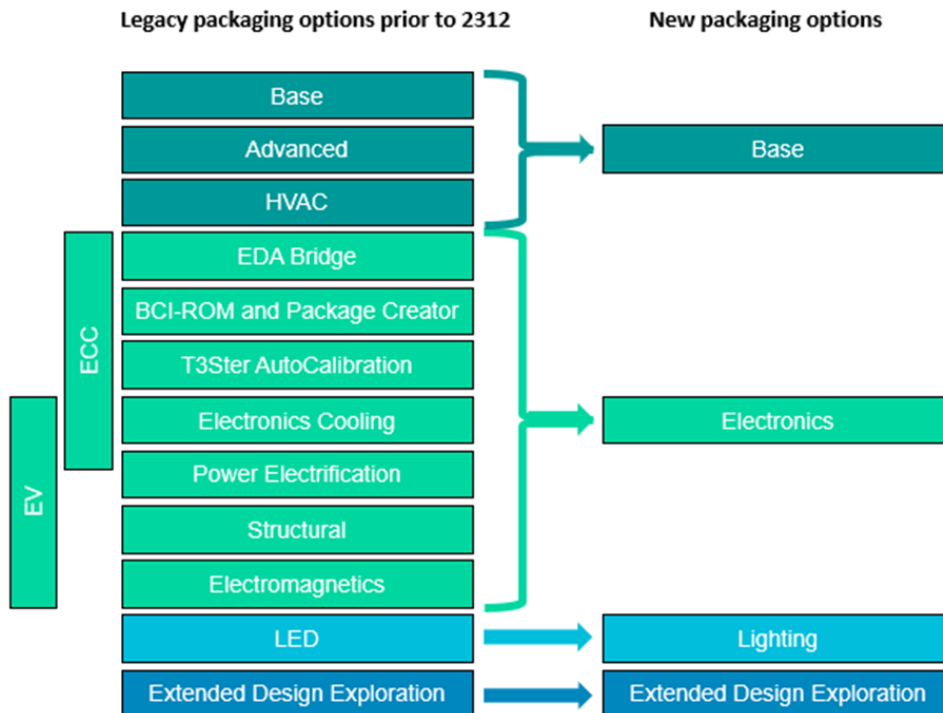 Legacy packaging options prior to 2312
New packaging options
Base
Advanced
HVAC
EDA Bridge
BCI-ROM and Package Creator
T3Ster AutoCalibration
Electronics Cooling
Power Electrification
Structural
Electromagnetics
LED
Extended Design Exploration
ECC
EV
Base
Electronics
Lighting
Extended Design Exploration